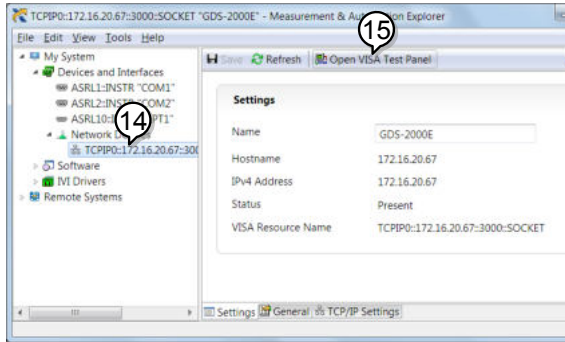 TCPIP0::172.16.20.67::3000::SOCKET "GDS-2000E" - Measurement & Automation Explorer
15
File Edit View Tools Help
My System
Devices and Interfaces
ASRL1::INSTR "COM1"
ASRL2::INSTR "COM2"
14
Network
TCPIP0::172.16.20.67::300
Software
IVI Drivers
Remote Systems
Save Refresh Open VISA Test Panel
Settings
Name GDS-2000E
Hostname 172.16.20.67
IPv4 Address 172.16.20.67
Status Present
VISA Resource Name TCPIP0::172.16.20.67::3000::SOCKET
Settings General TCP/IP Settings